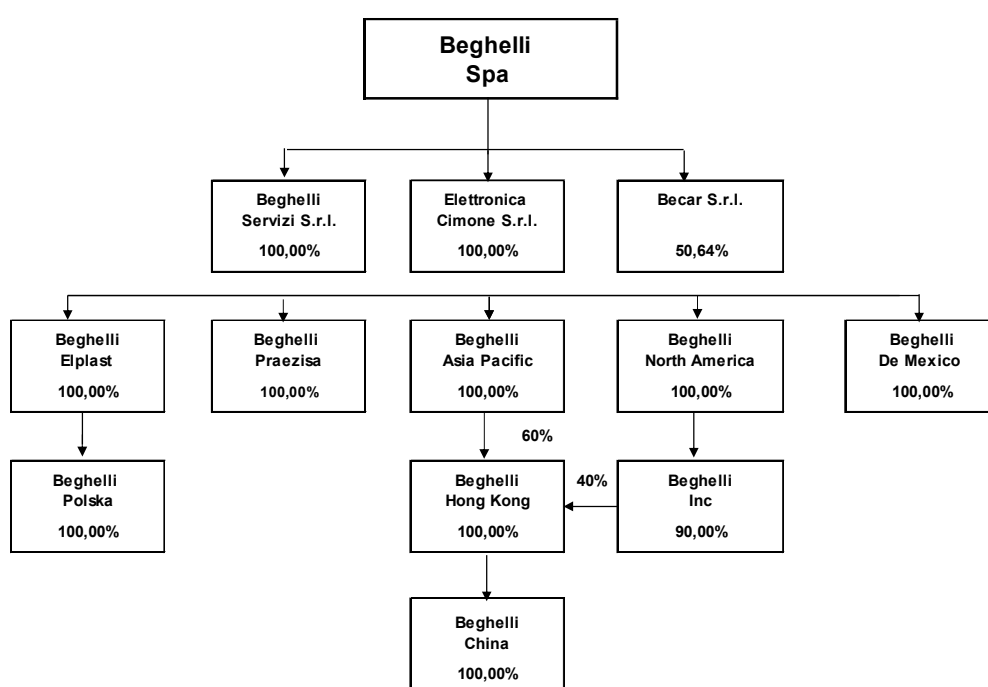 Beghelli
Spa
Beghelli
Servizi S.r.l.
100,00%
Elettronica
Cimone S.r.l.
100,00%
Becar S.r.l.
50,64%
Beghelli
Elplast
100,00%
Beghelli
Praezisa
100,00%
Beghelli
Asia Pacific
100,00%
Beghelli
North America
100,00%
Beghelli
De Mexico
100,00%
60%
Beghelli
Polska
100,00%
Beghelli
Hong Kong
100,00%
40%
Beghelli
Inc
90,00%
Beghelli
China
100,00%